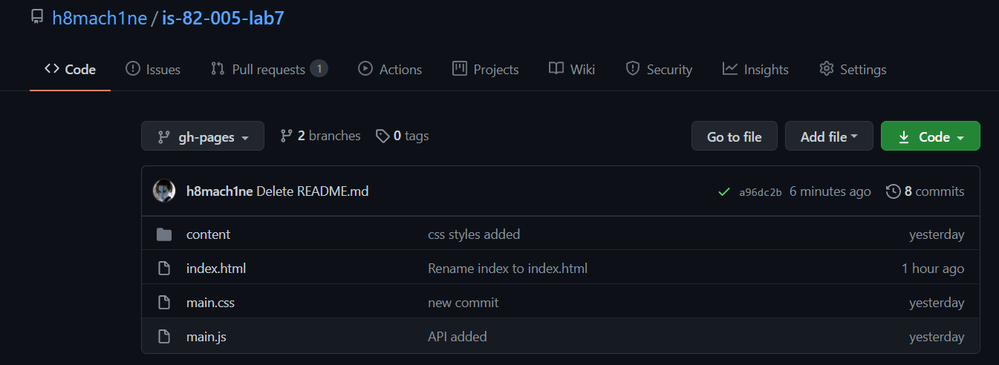 h8mach1ne / is-82-005-lab7
Code Issues Pull requests 1 Actions Projects Wiki Security Insights Settings
gh-pages 2 branches 0 tags Go to file Add file Code
h8mach1ne Delete README.md a96dc2b 6 minutes ago 8 commits
content css styles added yesterday
index.html Rename index to index.html 1 hour ago
main.css new commit yesterday
main.js API added yesterday